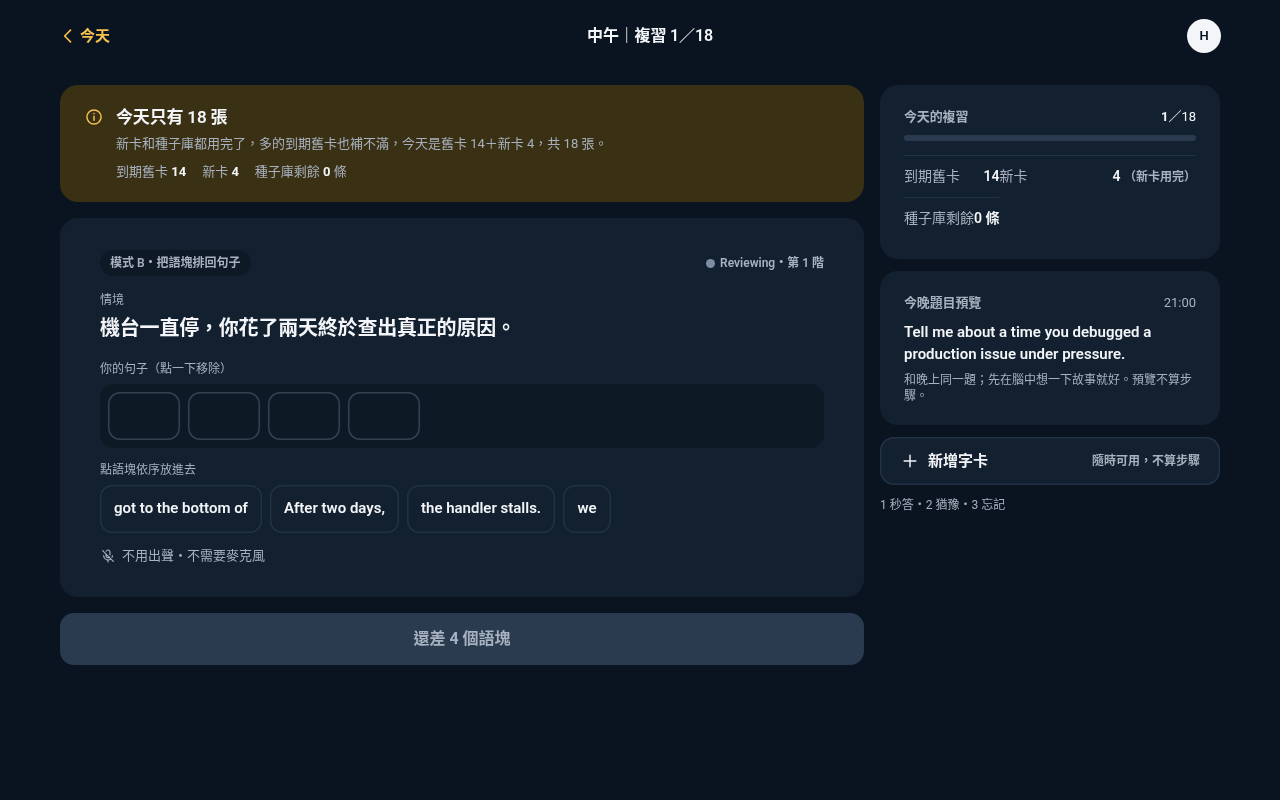 今天
中午｜複習 1／18
H
今天只有 18 張
新卡和種子庫都用完了，多的到期舊卡也補不滿，今天是舊卡 14＋新卡 4，共 18 張。
到期舊卡 14 新卡 4 種子庫剩餘 0 條
模式 B・把語塊排回句子
Reviewing・第 1 階
情境
機台一直停，你花了兩天終於查出真正的原因。
你的句子（點一下移除）
點語塊依序放進去
got to the bottom of
After two days,
the handler stalls.
we
不用出聲・不需要麥克風
還差 4 個語塊
今天的複習
1／18
到期舊卡 14新卡 4（新卡用完）
種子庫剩餘0 條
今晚題目預覽
21:00
Tell me about a time you debugged a
production issue under pressure.
和晚上同一題；先在腦中想一下故事就好。預覽不算步
驟。
新增字卡
隨時可用，不算步驟
1 秒答・2 猶豫・3 忘記